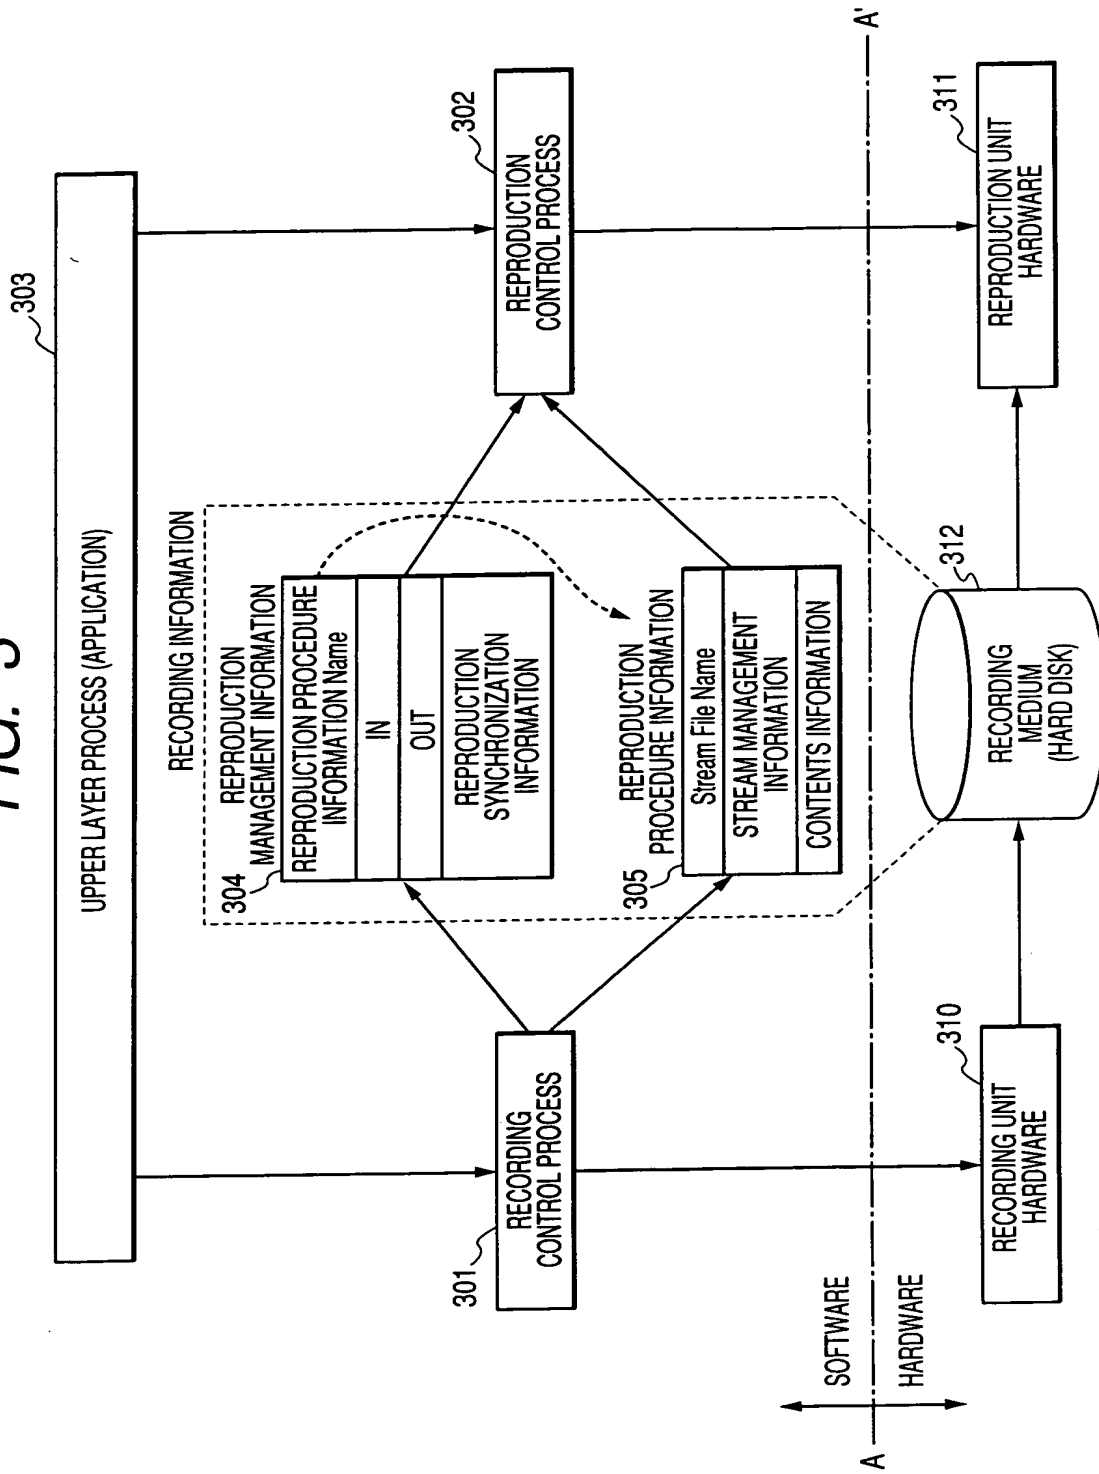 FIG. 3
303
UPPER LAYER PROCESS (APPLICATION)
RECORDING INFORMATION
REPRODUCTION
MANAGEMENT INFORMATION
304
REPRODUCTION PROCEDURE
INFORMATION Name
IN
OUT
REPRODUCTION
SYNCHRONIZATION
INFORMATION
301
RECORDING
CONTROL PROCESS
302
REPRODUCTION
CONTROL PROCESS
REPRODUCTION
PROCEDURE INFORMATION
305
Stream File Name
STREAM MANAGEMENT
INFORMATION
CONTENTS INFORMATION
SOFTWARE
A
A'
HARDWARE
310
RECORDING UNIT
HARDWARE
312
RECORDING
MEDIUM
(HARD DISK)
311
REPRODUCTION UNIT
HARDWARE